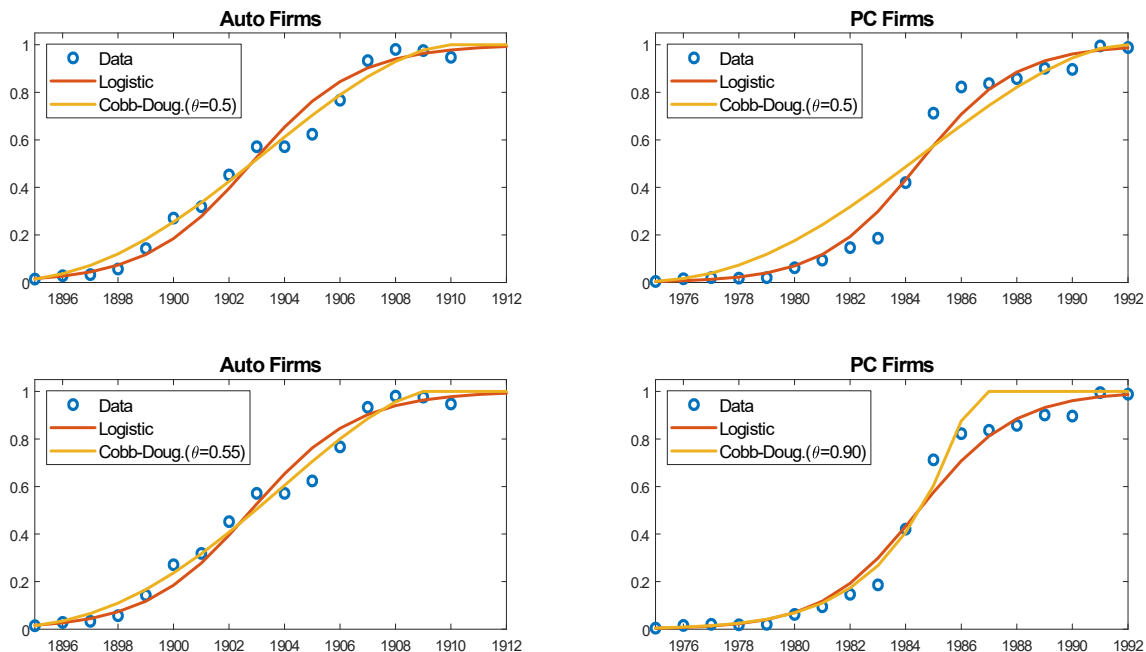 Auto Firms
1
0.8
0.6
0.4
0.2
0
Data
Logistic
Cobb-Doug.(θ=0.5)
1896 1898 1900 1902 1904 1906 1908 1910 1912
PC Firms
1
0.8
0.6
0.4
0.2
0
Data
Logistic
Cobb-Doug.(θ=0.5)
1976 1978 1980 1982 1984 1986 1988 1990 1992
Auto Firms
1
0.8
0.6
0.4
0.2
0
Data
Logistic
Cobb-Doug.(θ=0.55)
1896 1898 1900 1902 1904 1906 1908 1910 1912
PC Firms
1
0.8
0.6
0.4
0.2
0
Data
Logistic
Cobb-Doug.(θ=0.90)
1976 1978 1980 1982 1984 1986 1988 1990 1992